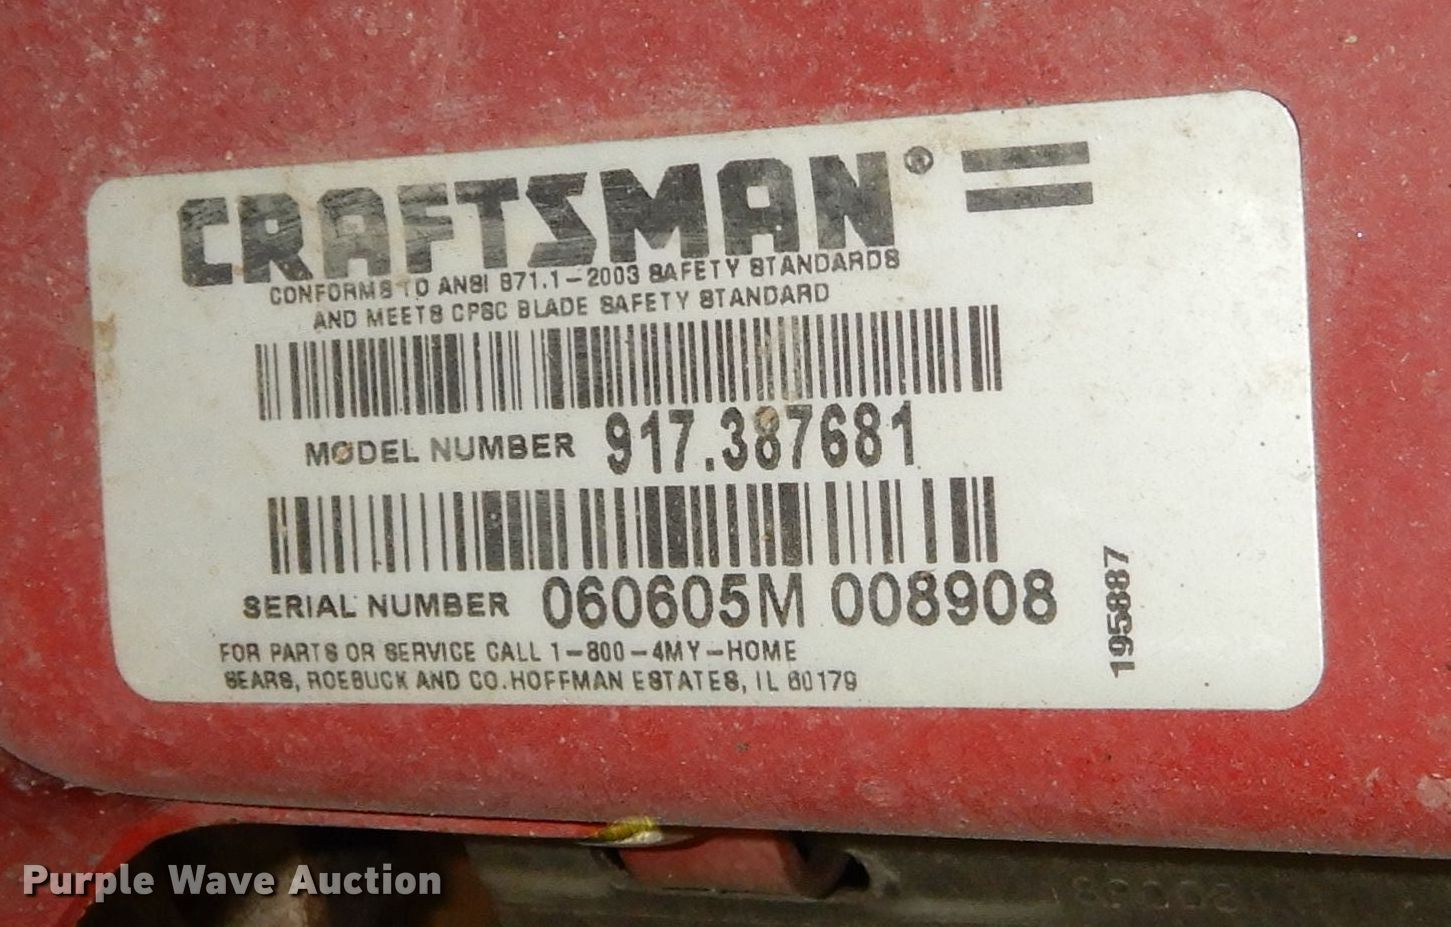 CRAFTSMAN®
CONFORMS TO ANSI B71.1-2003 SAFETY STANDARDS
AND MEETS CPSC BLADE SAFETY STANDARD
MODEL NUMBER 917.387681
SERIAL NUMBER 060605M 008908
FOR PARTS OR SERVICE CALL 1-800-4MY-HOME
SEARS, ROEBUCK AND CO. HOFFMAN ESTATES, IL 60179
195887
Purple Wave Auction